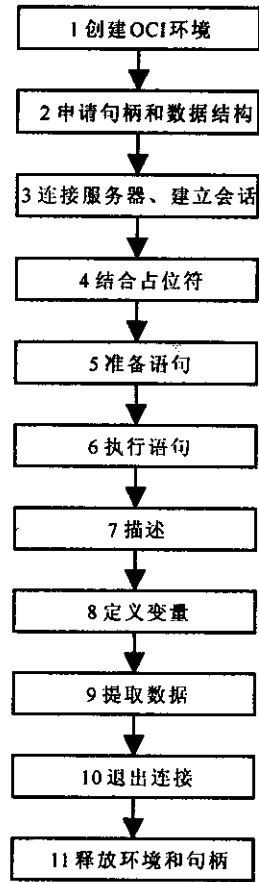 1 创建OCI环境
2 申请句柄和数据结构
3 连接服务器、建立会话
4 结合占位符
5 准备语句
6 执行语句
7 描述
8 定义变量
9 提取数据
10 退出连接
11 释放环境和句柄